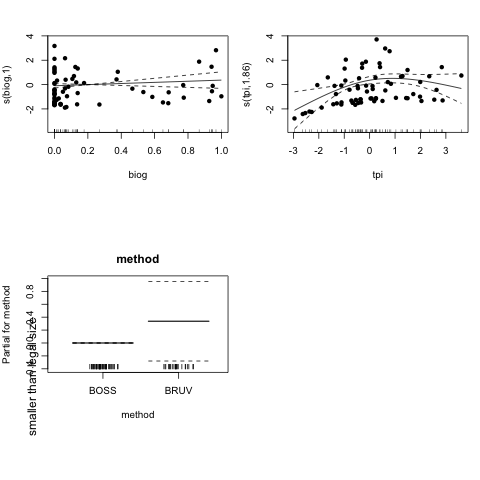 s(biog,1)
4
2
0
-2
0.0 0.2 0.4 0.6 0.8 1.0
biog
s(tpi,1.86)
4
2
0
-2
-3 -2 -1 0 1 2 3
tpi
method
Partial for method
smaller than legal size
0.8
0.4
0.0
BOSS BRUV
method